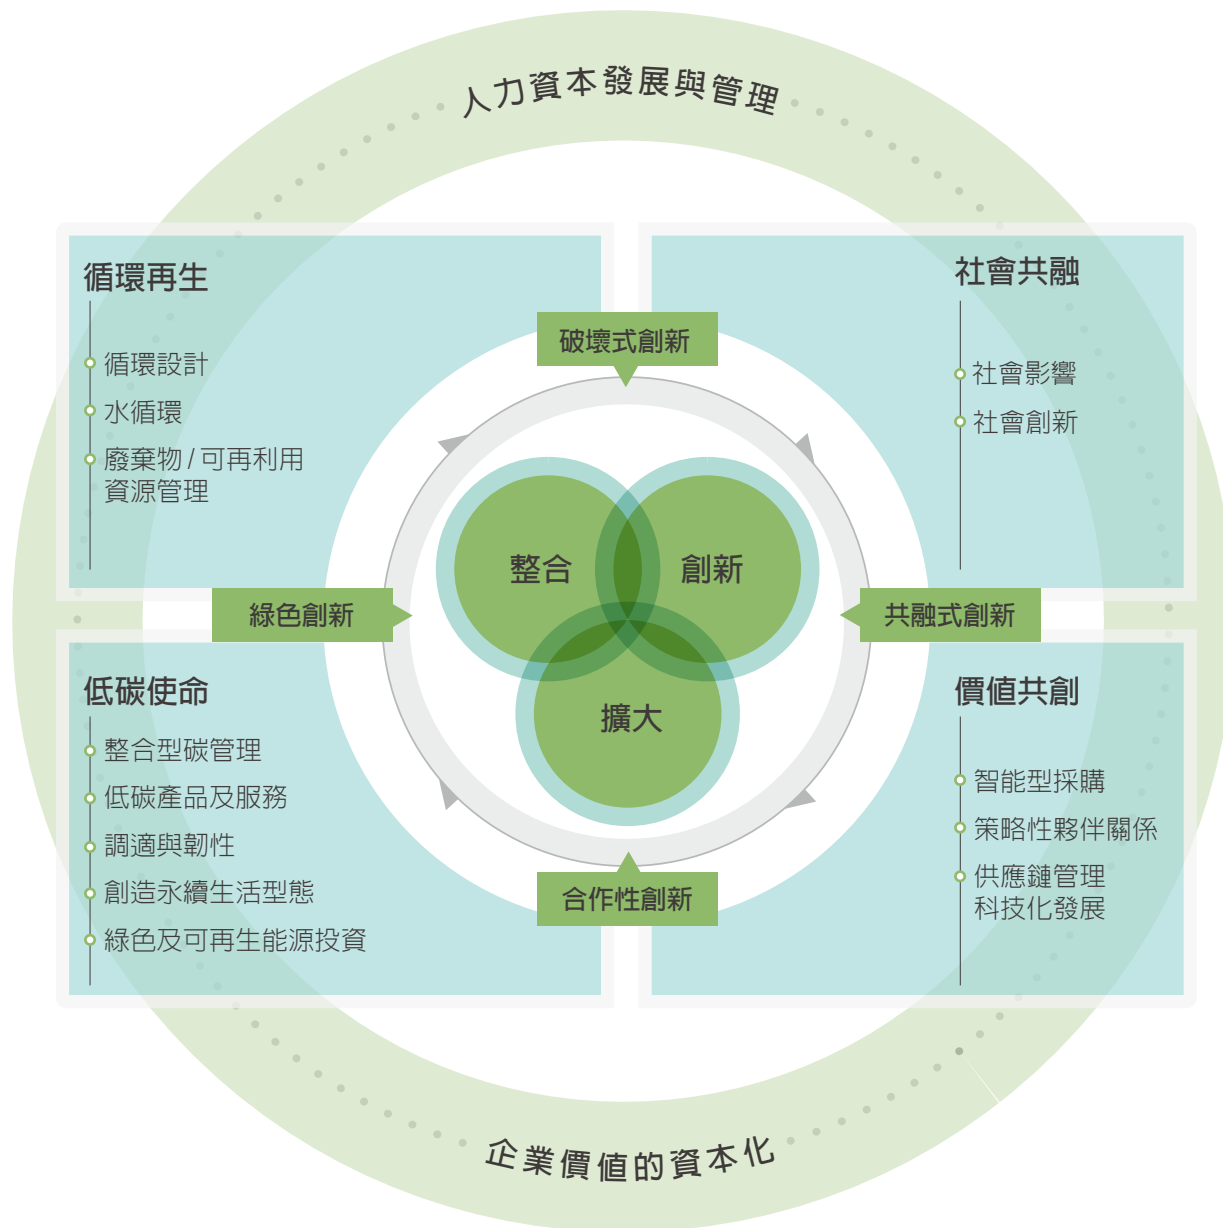 人力資本發展與管理
循環再生
循環設計
水循環
廢棄物 / 可再利用
資源管理
社會共融
社會影響
社會創新
破壞式創新
整合
創新
擴大
綠色創新
共融式創新
合作性創新
低碳使命
整合型碳管理
低碳產品及服務
調適與韌性
創造永續生活型態
綠色及可再生能源投資
價值共創
智能型採購
策略性夥伴關係
供應鏈管理
科技化發展
企業價值的資本化